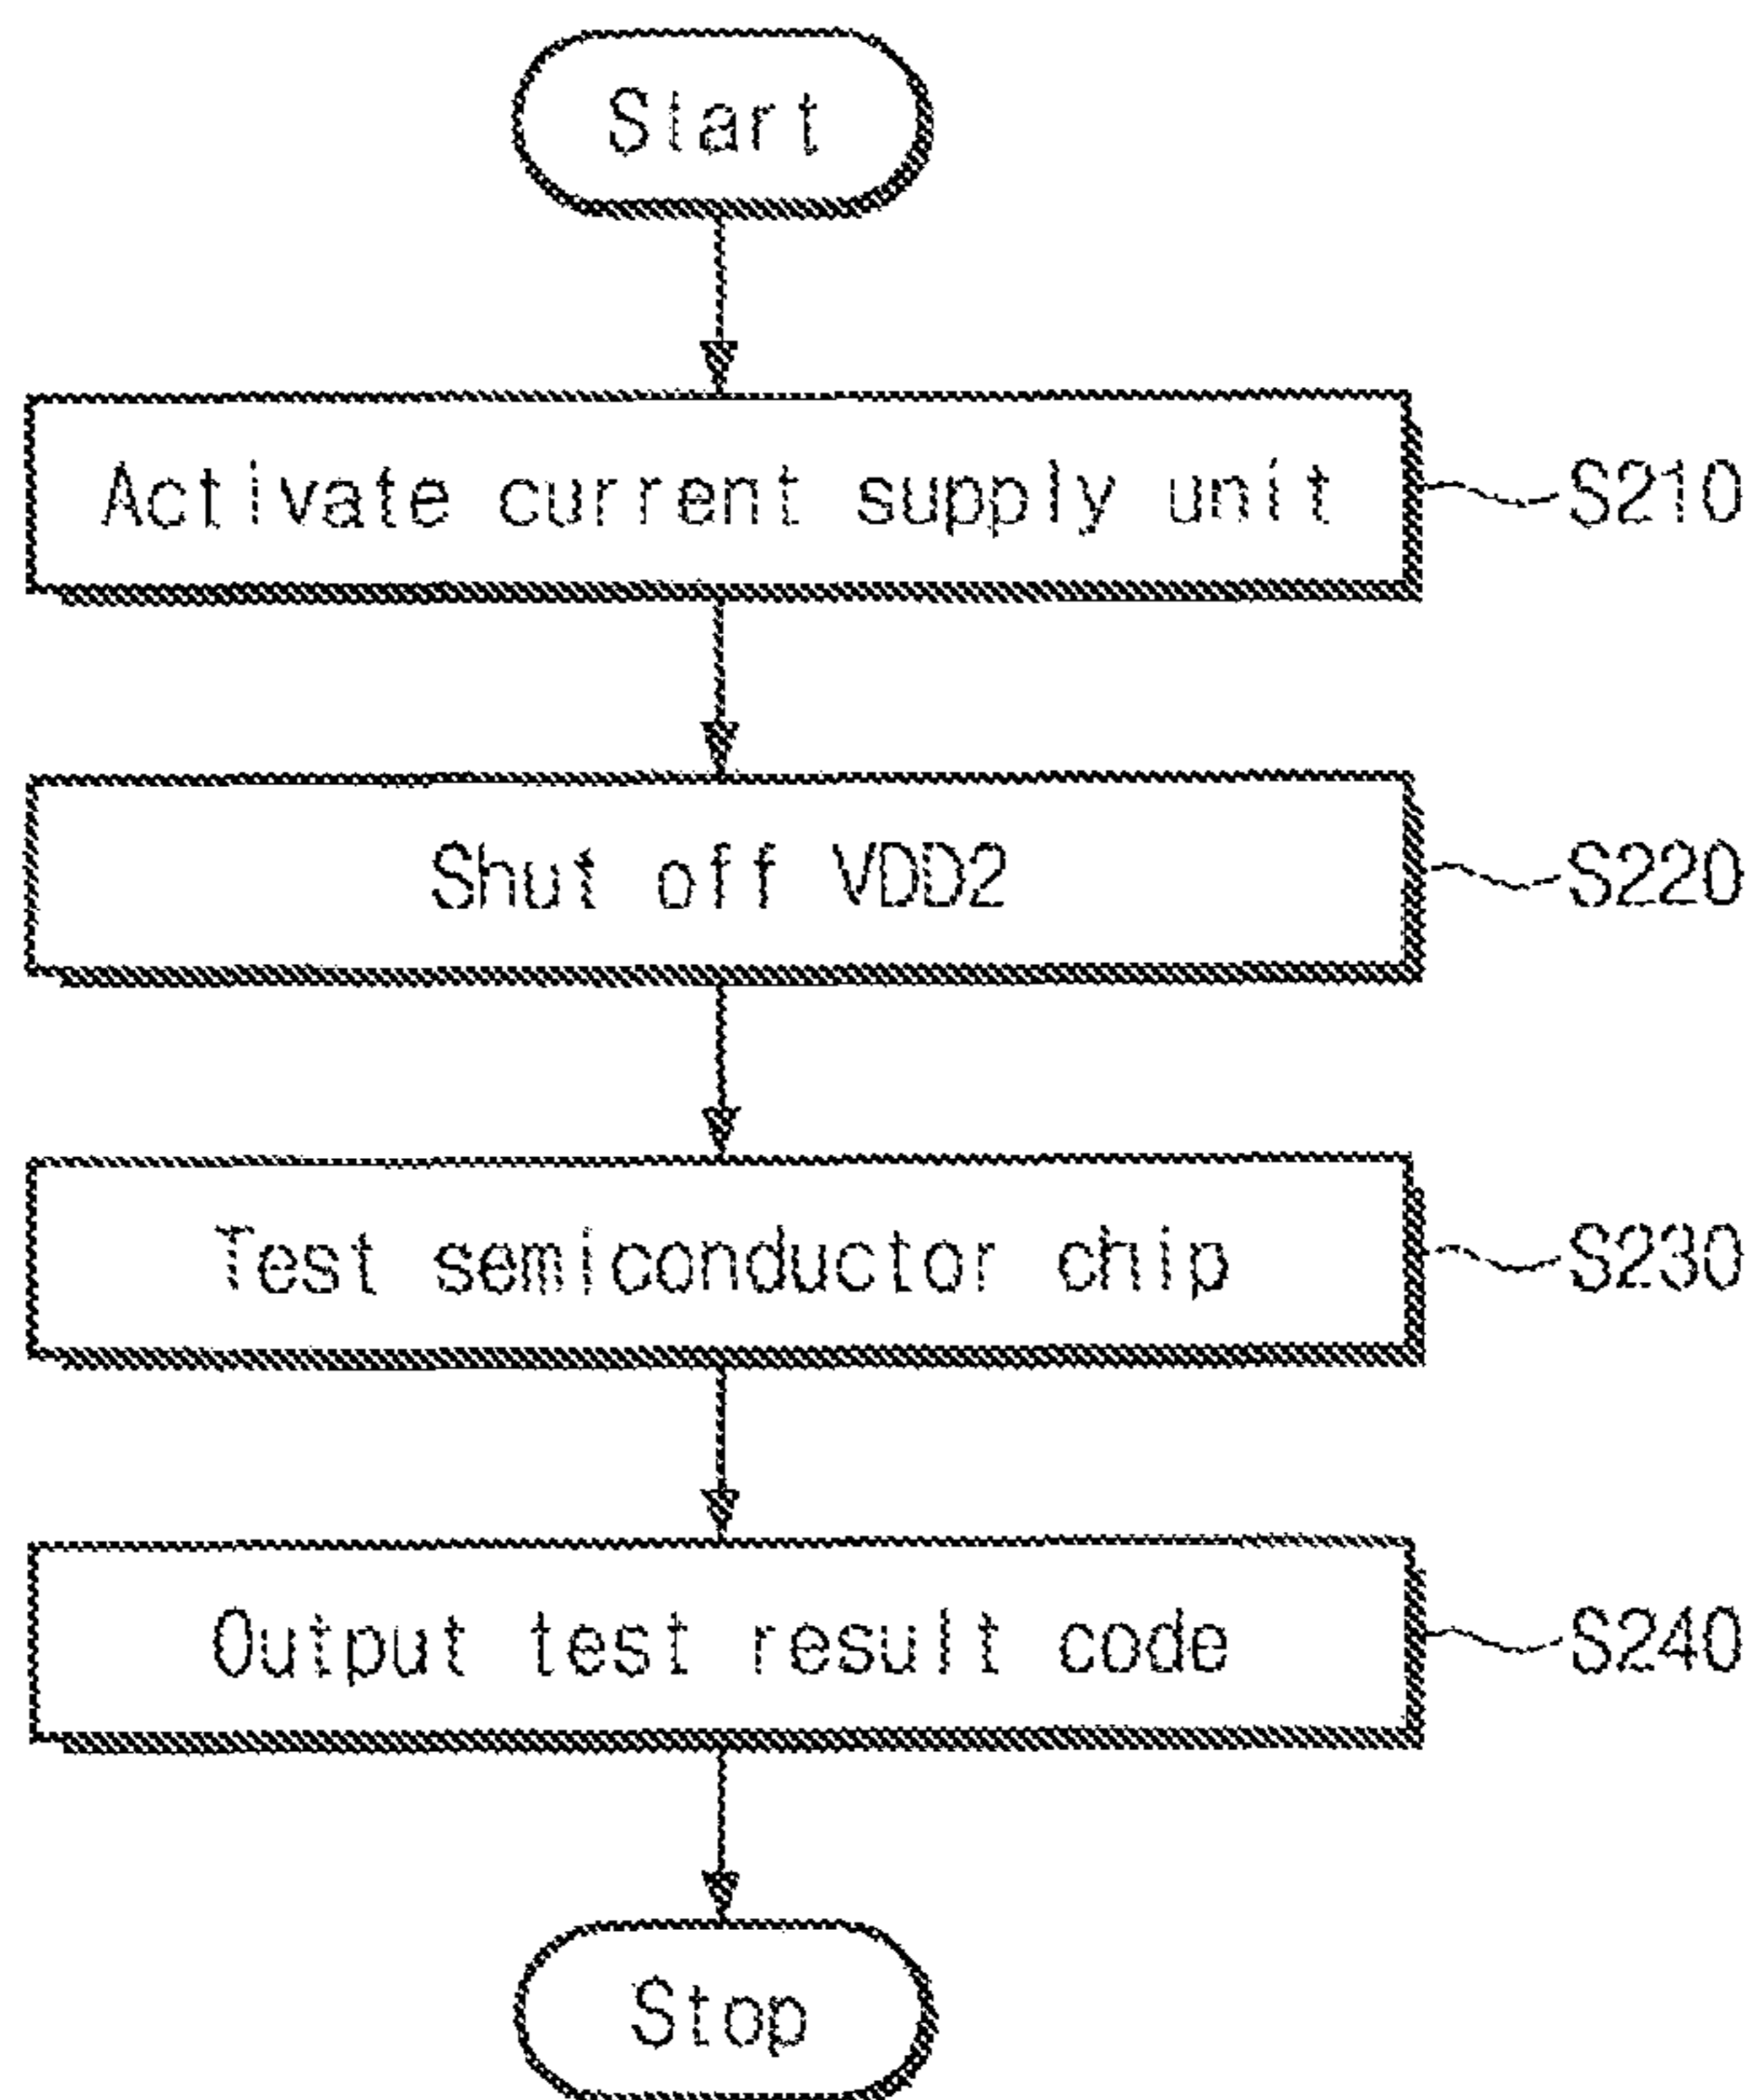 Start
Activate current supply unit
S210
Shut off VDD2
S220
Test semiconductor chip
S230
Output test result code
S240
Stop